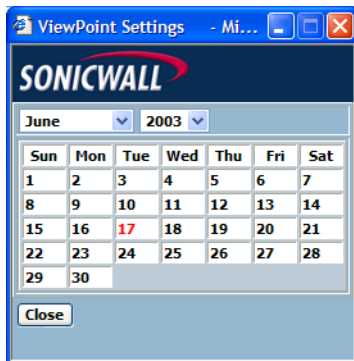 ViewPoint Settings - Mi...
SONICWALL
June 2003
Sun Mon Tue Wed Thu Fri Sat
1 2 3 4 5 6 7
8 9 10 11 12 13 14
15 16 17 18 19 20 21
22 23 24 25 26 27 28
29 30
Close